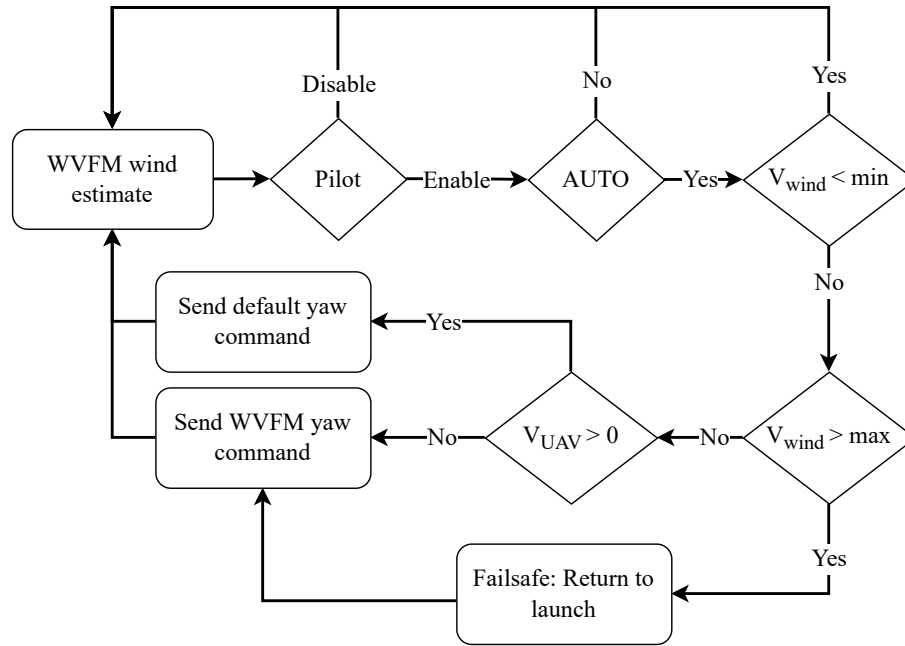 Disable
No
Yes
WVFM wind
estimate
Pilot
Enable
AUTO
Yes
V_wind < min
No
Send default yaw
command
Yes
Send WVFM yaw
command
No
V_UAV > 0
No
V_wind > max
Yes
Failsafe: Return to
launch